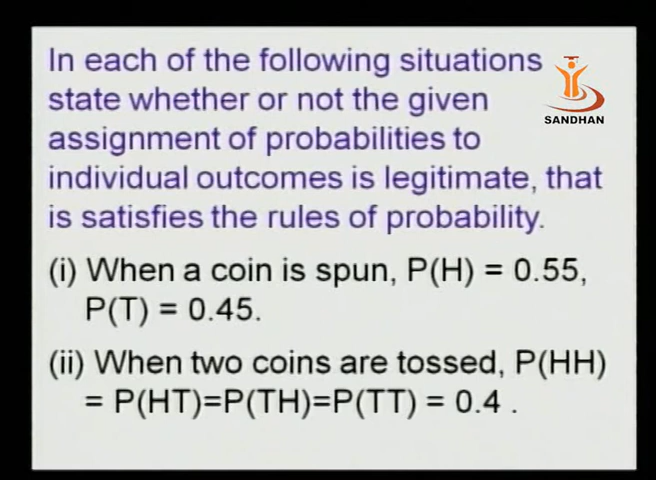 In each of the following situations
state whether or not the given
assignment of probabilities to
individual outcomes is legitimate, that
is satisfies the rules of probability.
(i) When a coin is spun, P(H) = 0.55,
P(T) = 0.45.
(ii) When two coins are tossed, P(HH)
= P(HT)=P(TH)=P(TT) = 0.4 .
SANDHAN